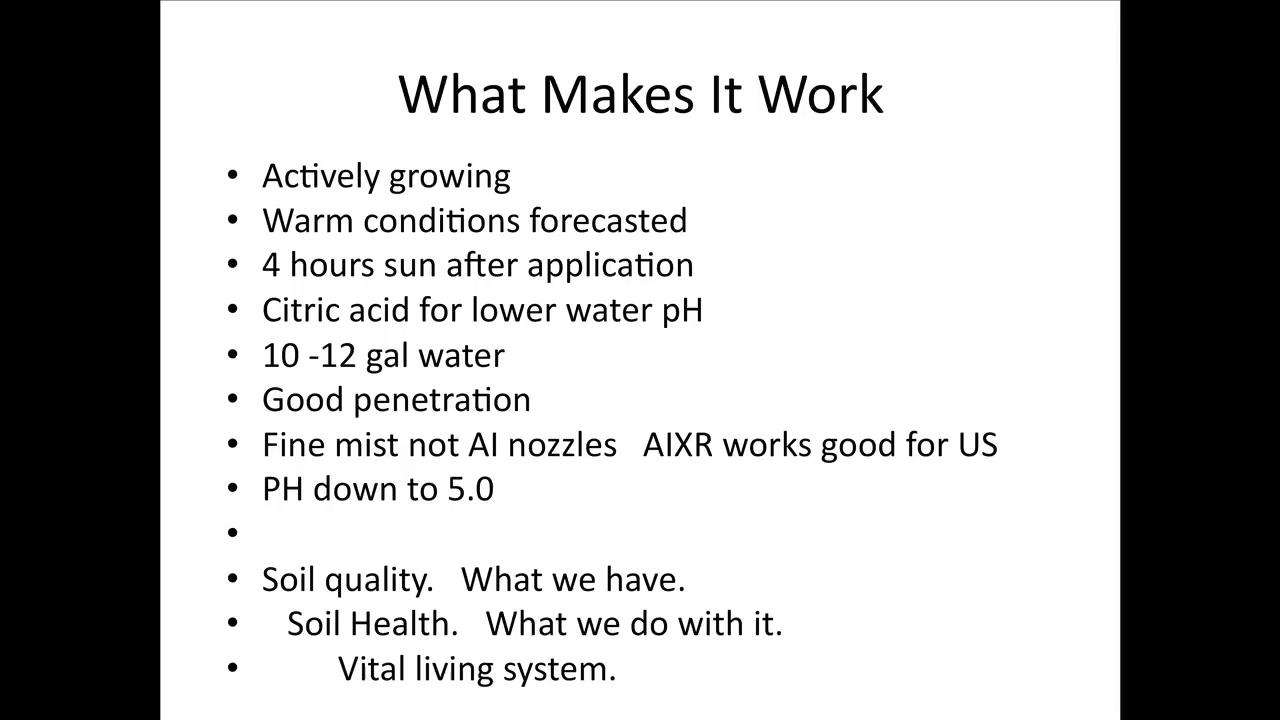 What Makes It Work
• Actively growing
• Warm conditions forecasted
• 4 hours sun after application
• Citric acid for lower water pH
• 10 -12 gal water
• Good penetration
• Fine mist not AI nozzles   AIXR works good for US
• PH down to 5.0
•
• Soil quality.   What we have.
•   Soil Health.   What we do with it.
•        Vital living system.